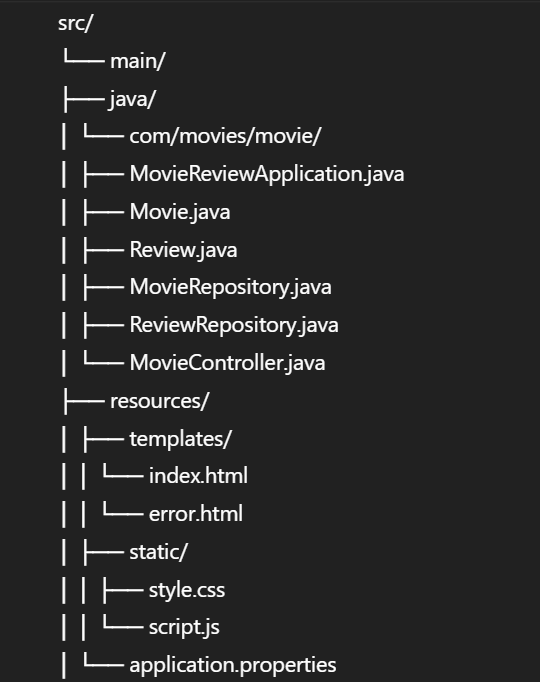 src/
└── main/
├── java/
│ └── com/movies/movie/
│ ├── MovieReviewApplication.java
│ ├── Movie.java
│ ├── Review.java
│ ├── MovieRepository.java
│ ├── ReviewRepository.java
│ └── MovieController.java
├── resources/
│ ├── templates/
│ │ └── index.html
│ │ └── error.html
│ ├── static/
│ │ ├── style.css
│ │ └── script.js
│ └── application.properties